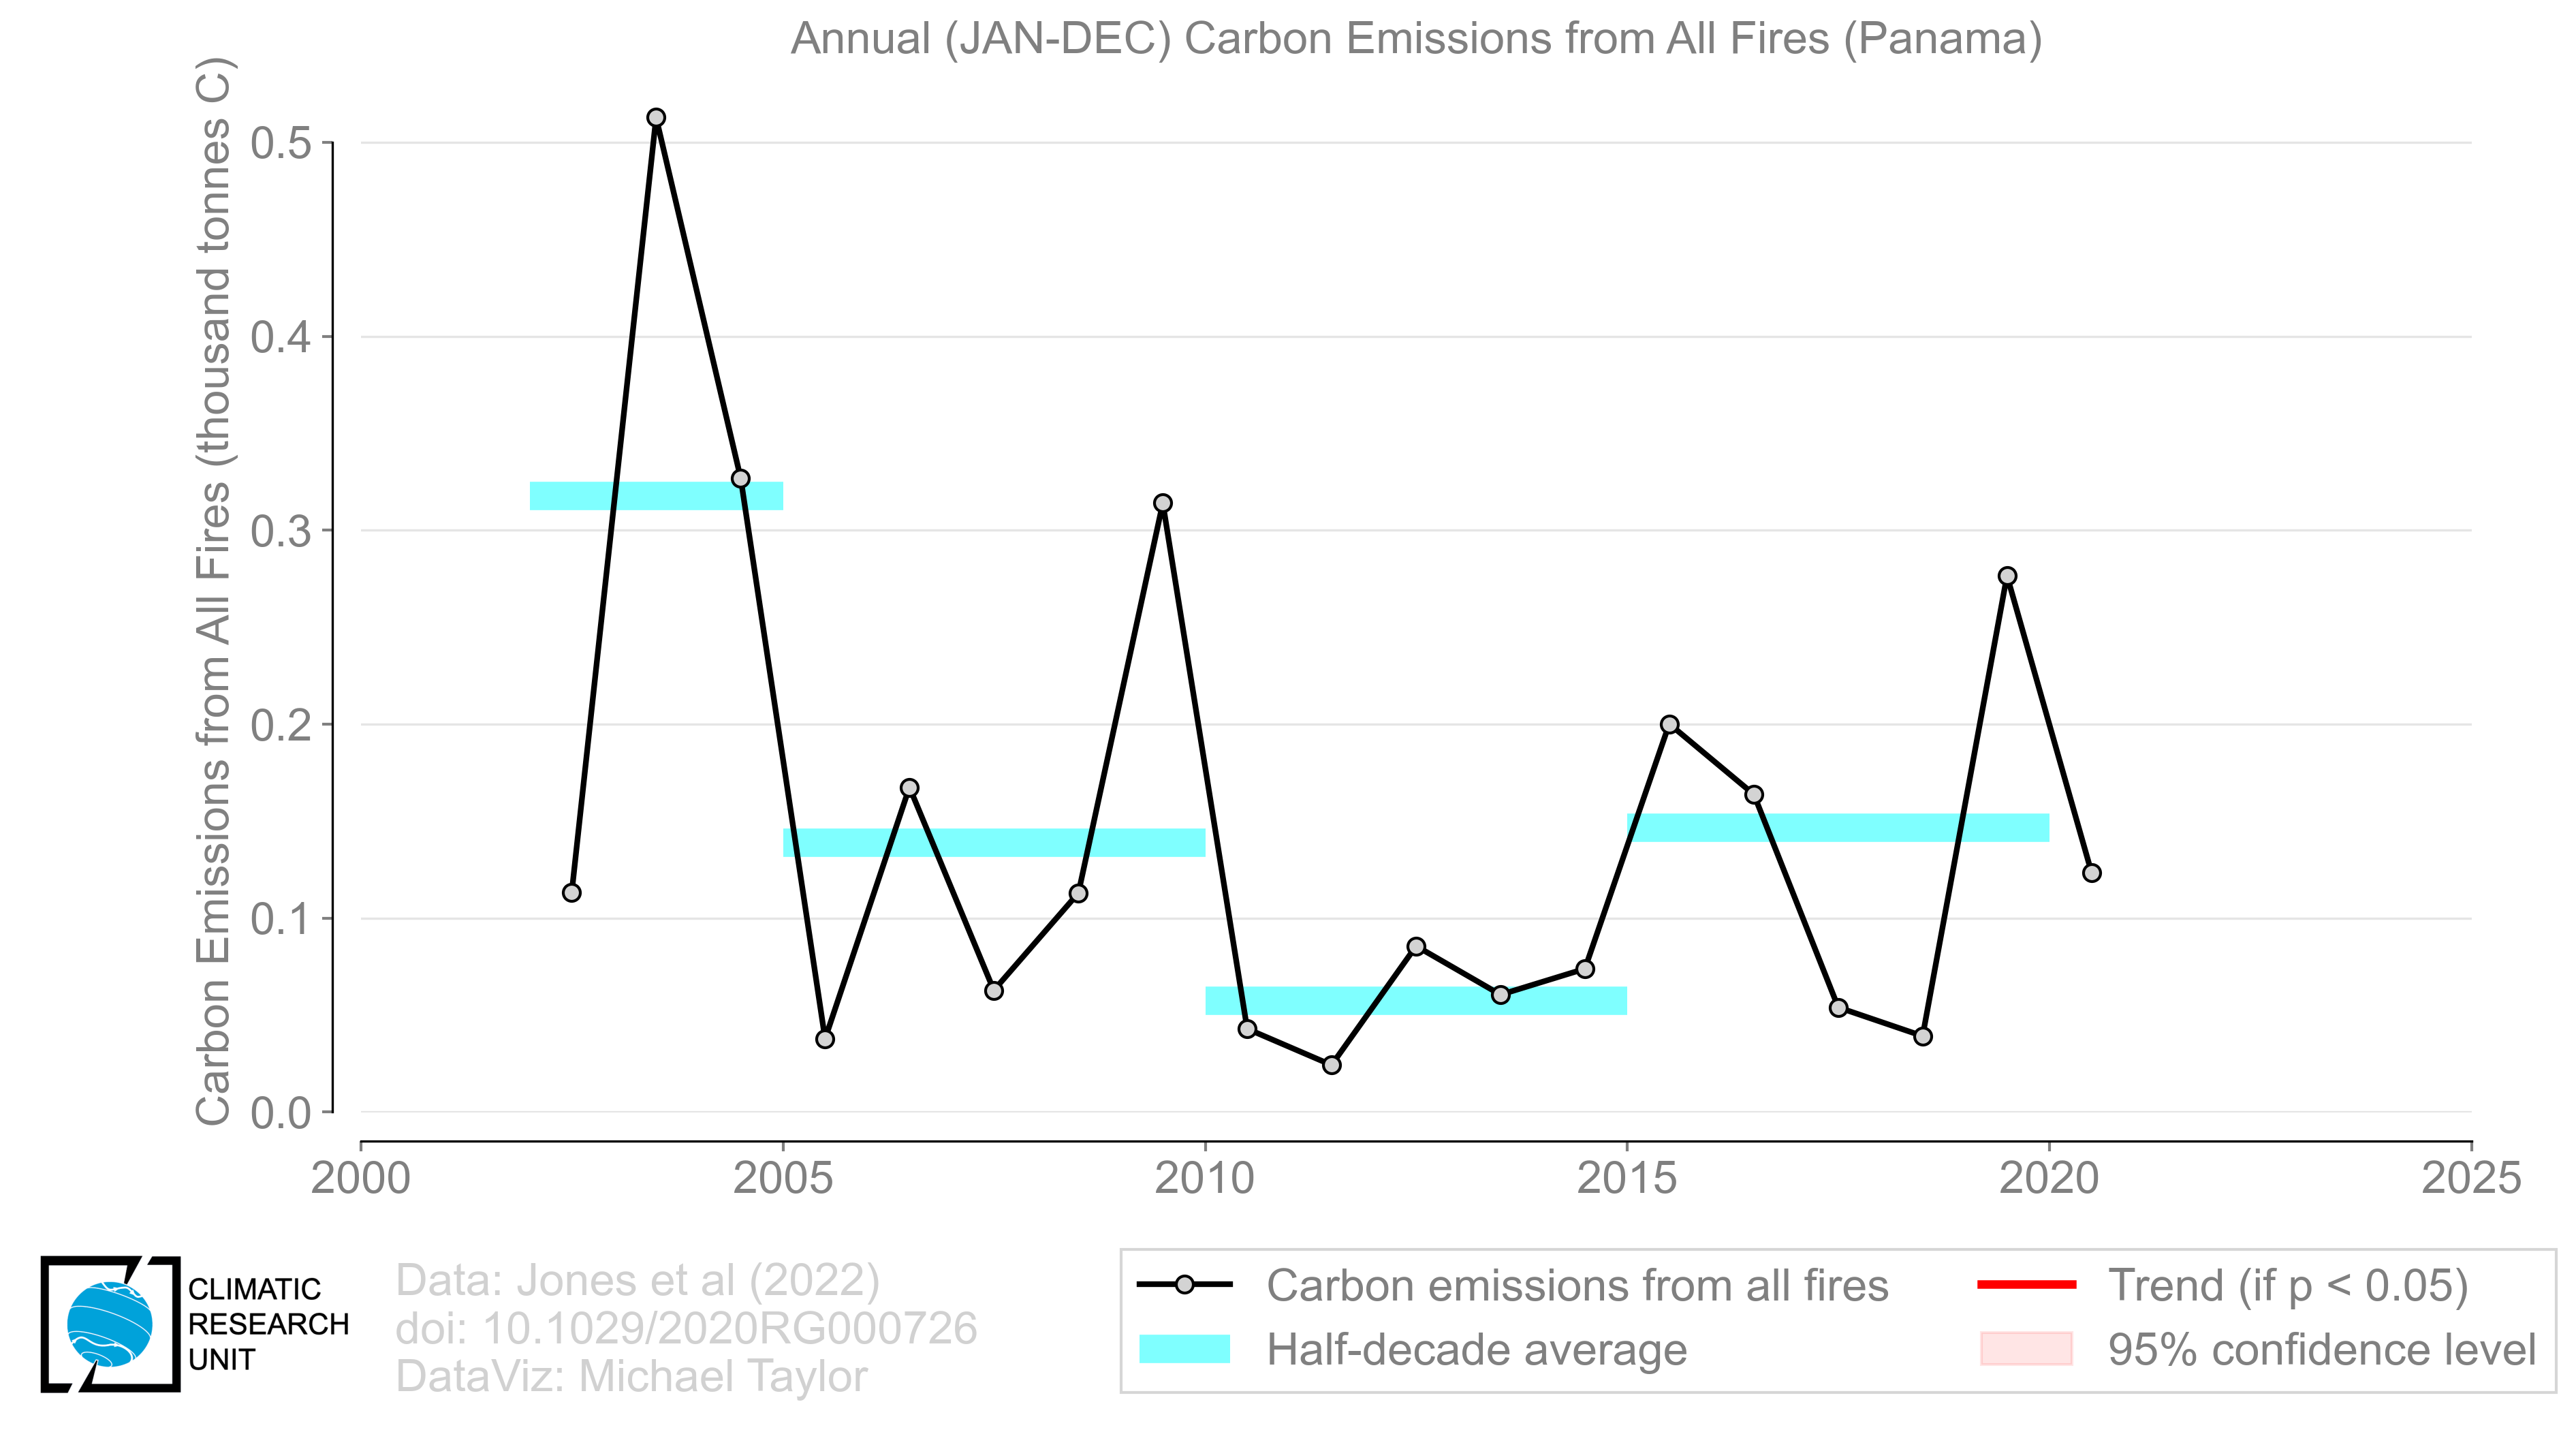 Annual (JAN-DEC) Carbon Emissions from All Fires (Panama)
Carbon Emissions from All Fires (thousand tonnes C)
0.5
0.4
0.3
0.2
0.1
0.0
2000 2005 2010 2015 2020 2025
CLIMATIC
RESEARCH
UNIT
Data: Jones et al (2022)
doi: 10.1029/2020RG000726
DataViz: Michael Taylor
Carbon emissions from all fires
Half-decade average
Trend (if p < 0.05)
95% confidence level